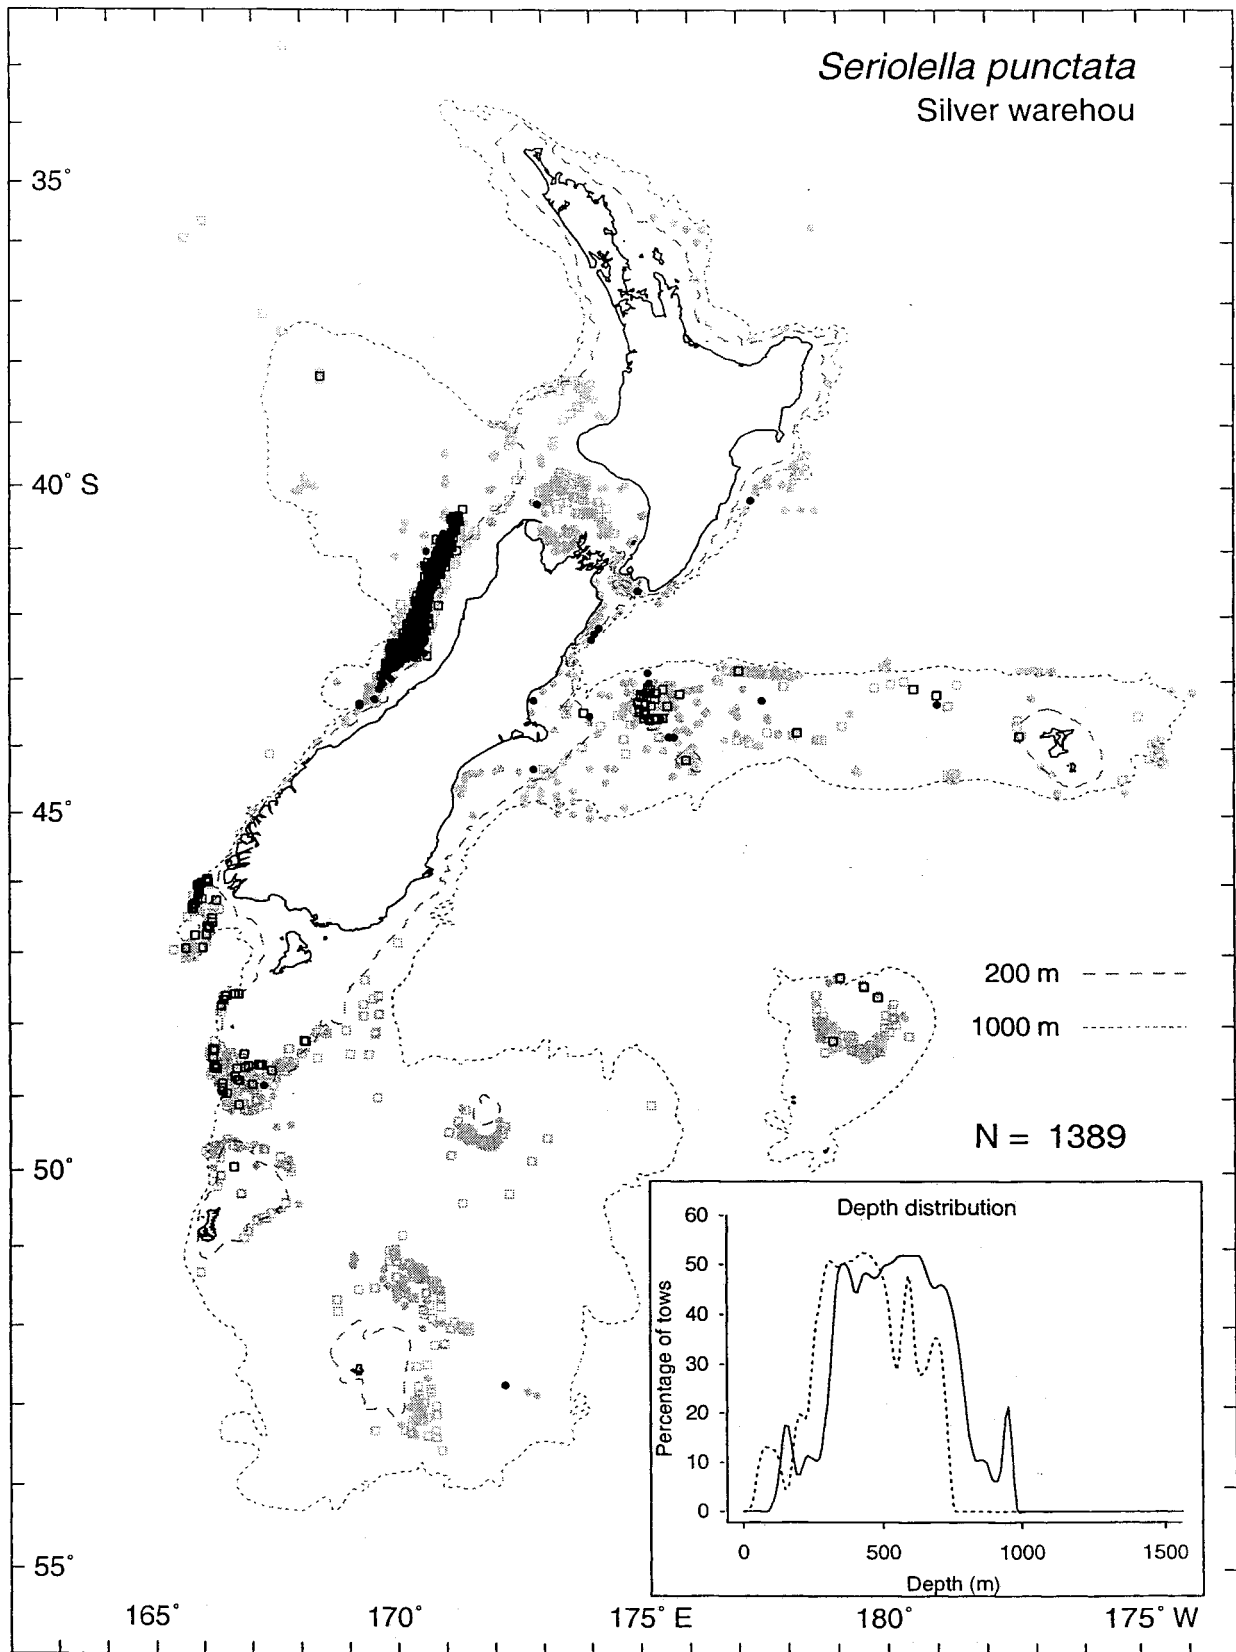 Seriolella punctata
Silver warehou
35°
40° S
45°
200 m
1000 m
N = 1389
50°
Depth distribution
60
50
40
30
20
10
0
Percentage of tows
0 500 1000 1500
Depth (m)
55°
165° 170° 175° E 180° 175° W